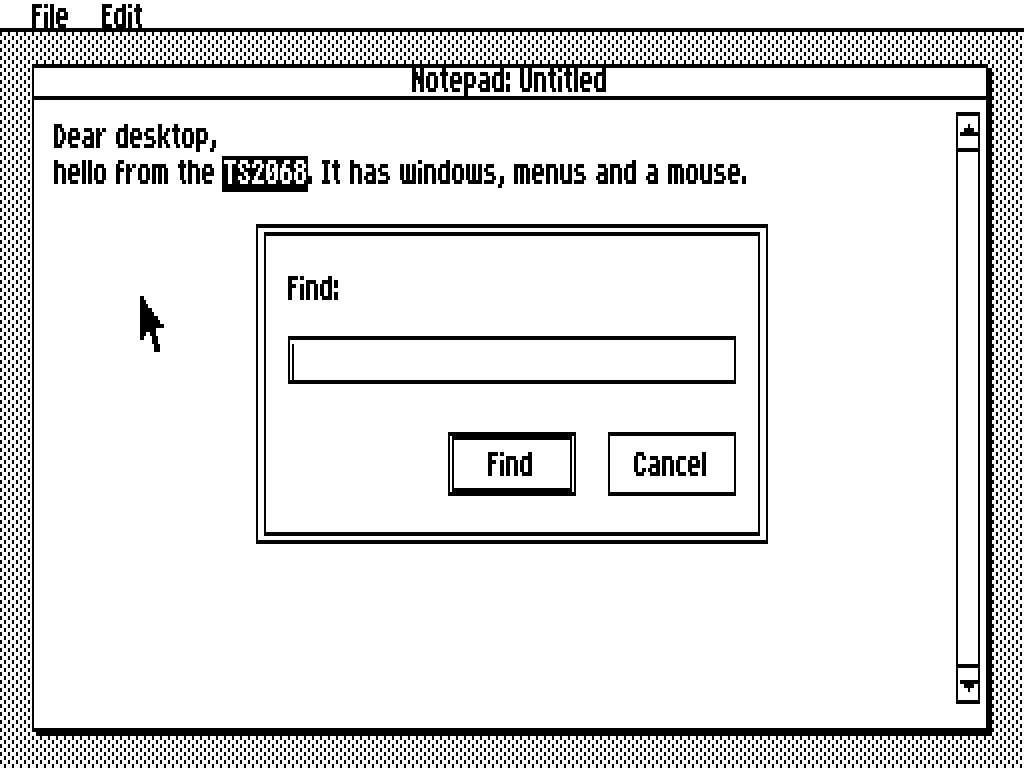 File Edit
Notepad: Untitled
Dear desktop,
hello from the TS2068. It has windows, menus and a mouse.
Find:
Find Cancel